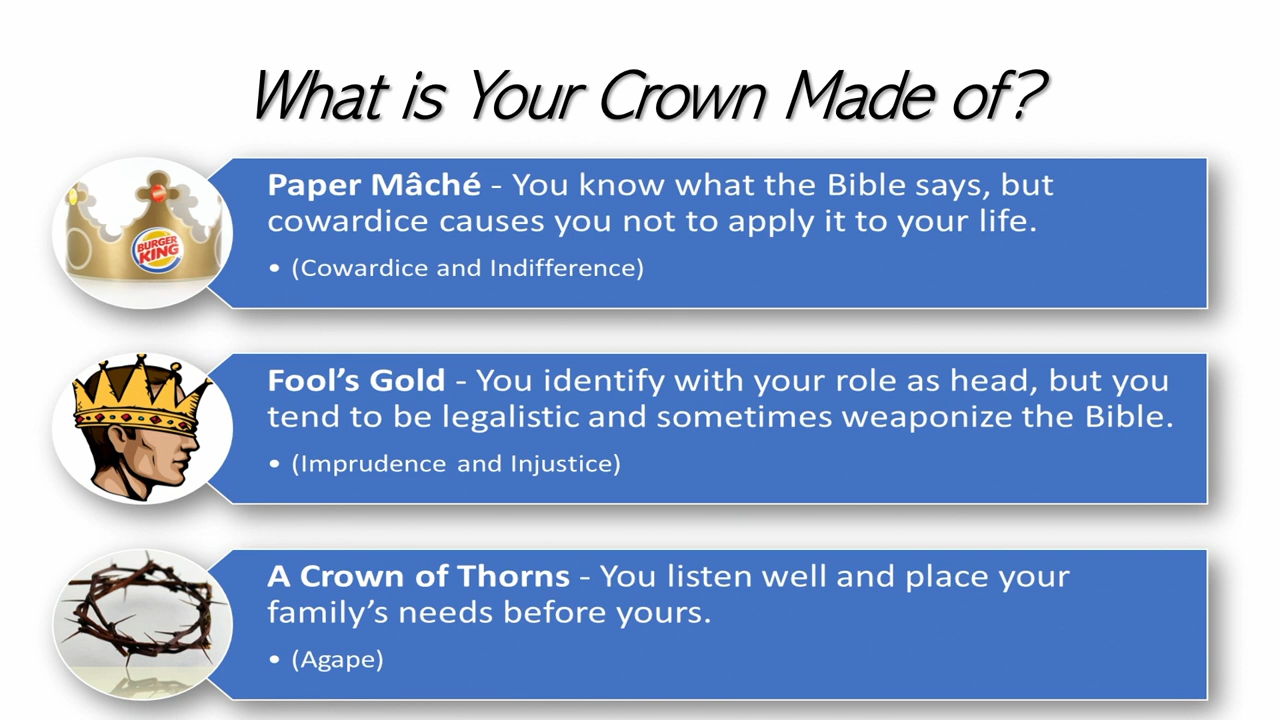 What is Your Crown Made of?
BURGER
KING
Paper Mâché - You know what the Bible says, but
cowardice causes you not to apply it to your life.
• (Cowardice and Indifference)
Fool’s Gold - You identify with your role as head, but you
tend to be legalistic and sometimes weaponize the Bible.
• (Imprudence and Injustice)
A Crown of Thorns - You listen well and place your
family’s needs before yours.
• (Agape)